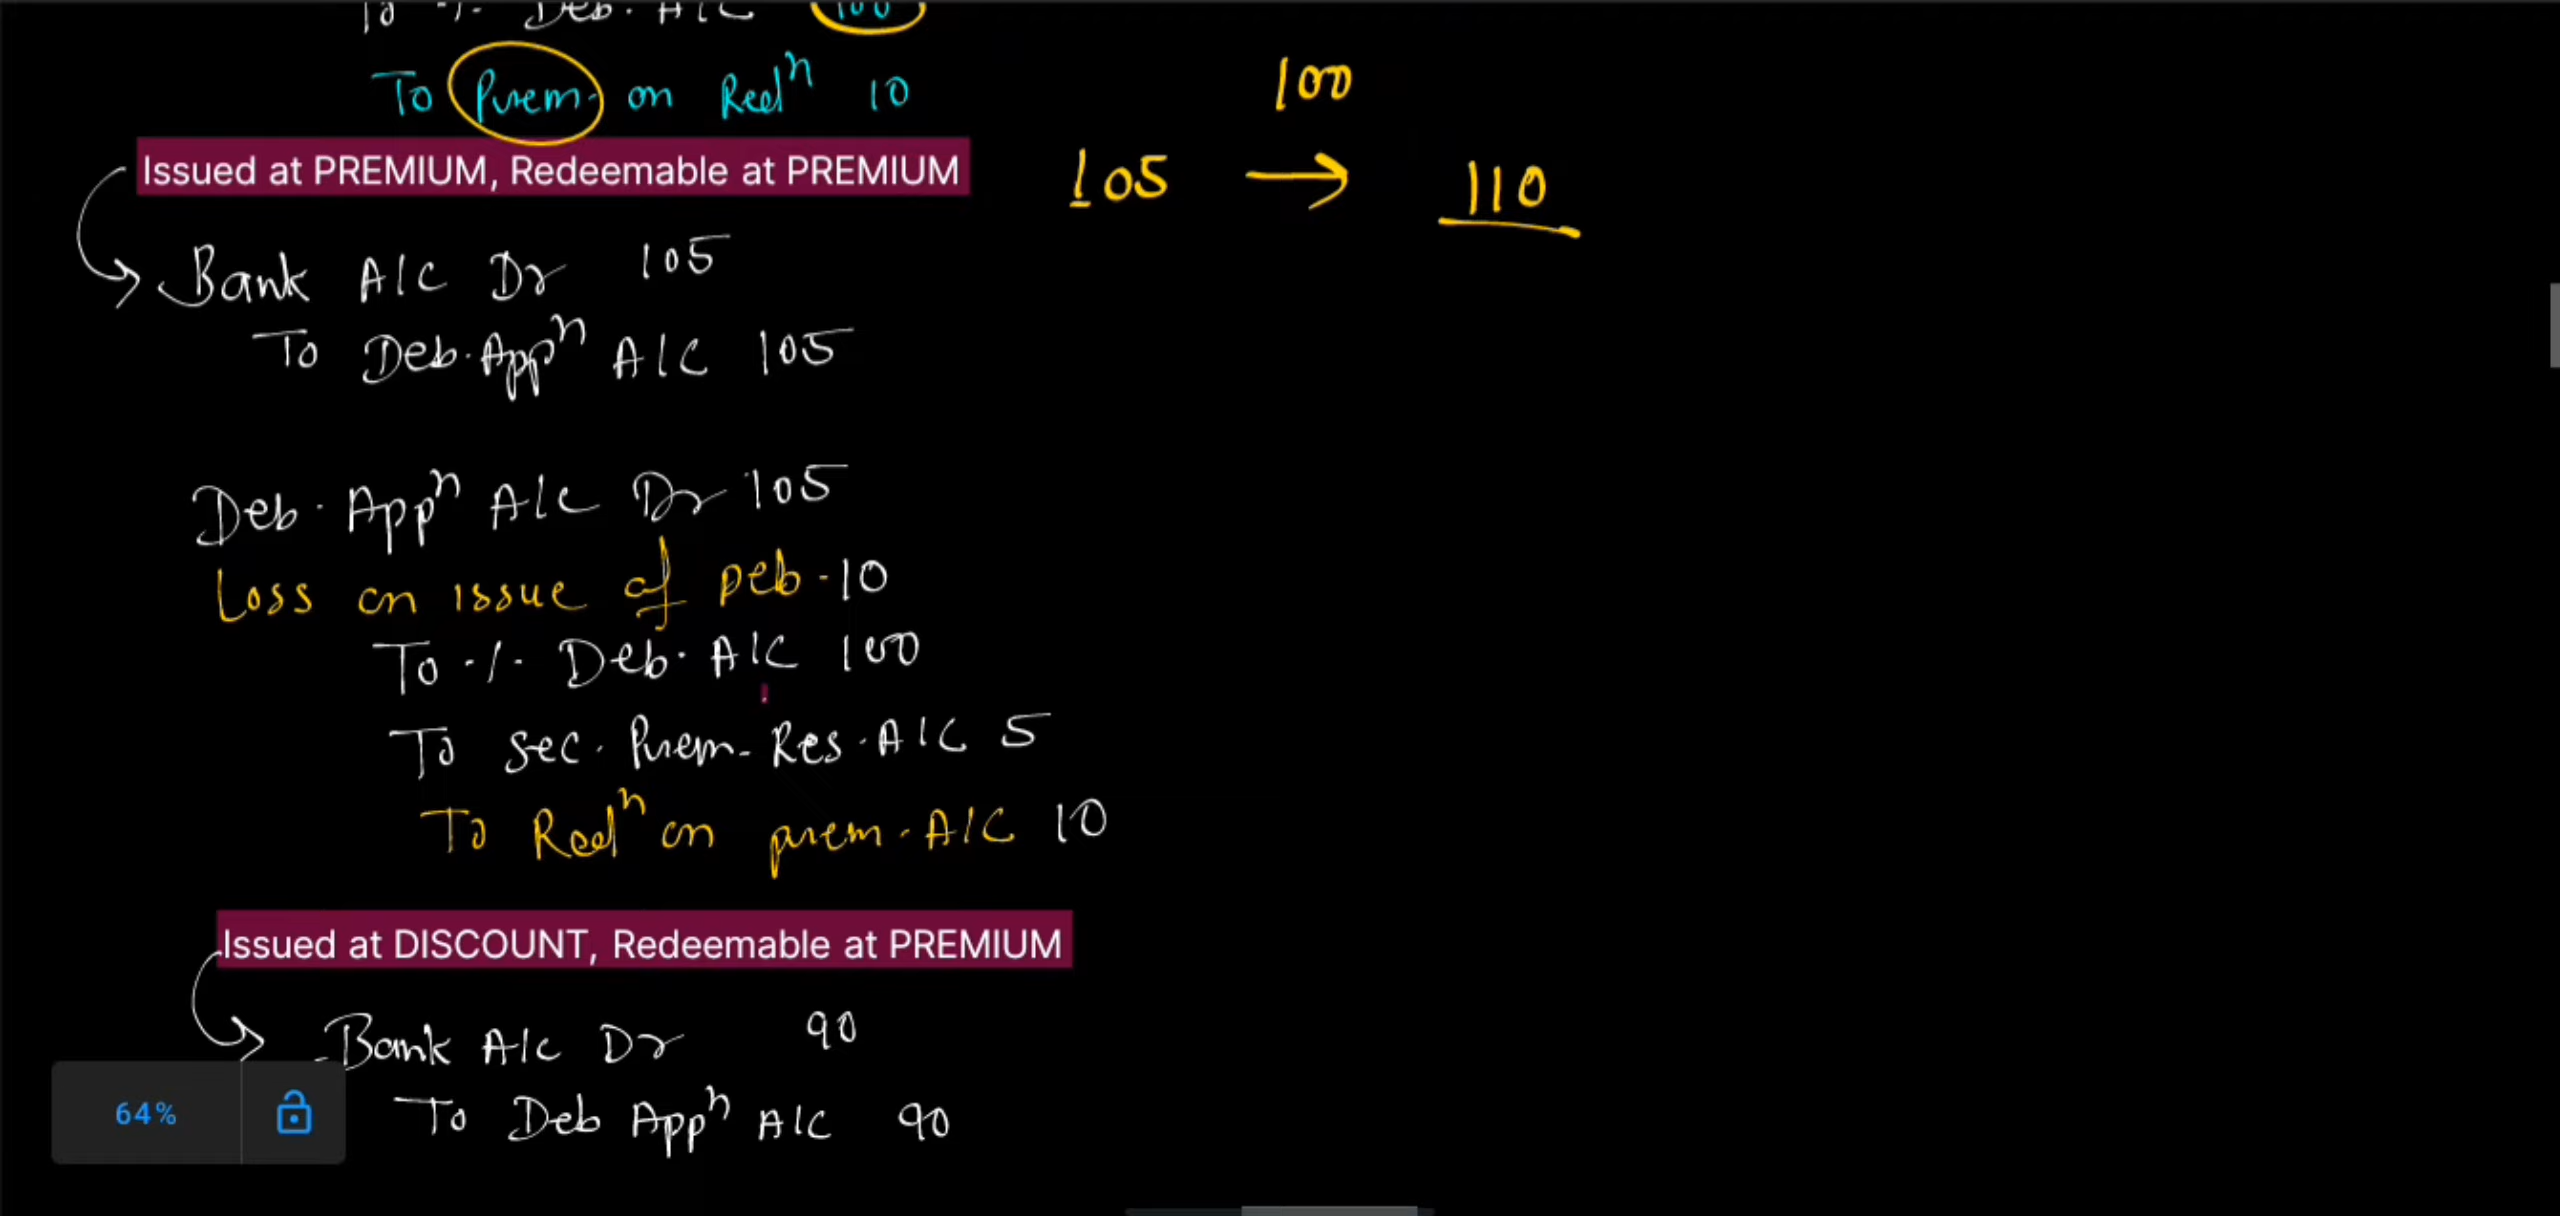 To ·/· Deb. A/C 100
To Prem. on Redⁿ 10
100
Issued at PREMIUM, Redeemable at PREMIUM 105 → 110
Bank A/C Dr 105
To Deb. Appⁿ A/C 105
Deb. Appⁿ A/c Dr 105
Loss on issue of Deb. 10
To ·/· Deb. A/C 100
To Sec. Prem. Res. A/C 5
To Redⁿ on prem. A/C 10
Issued at DISCOUNT, Redeemable at PREMIUM
Bank A/c Dr 90
To Deb Appⁿ A/C 90
64%